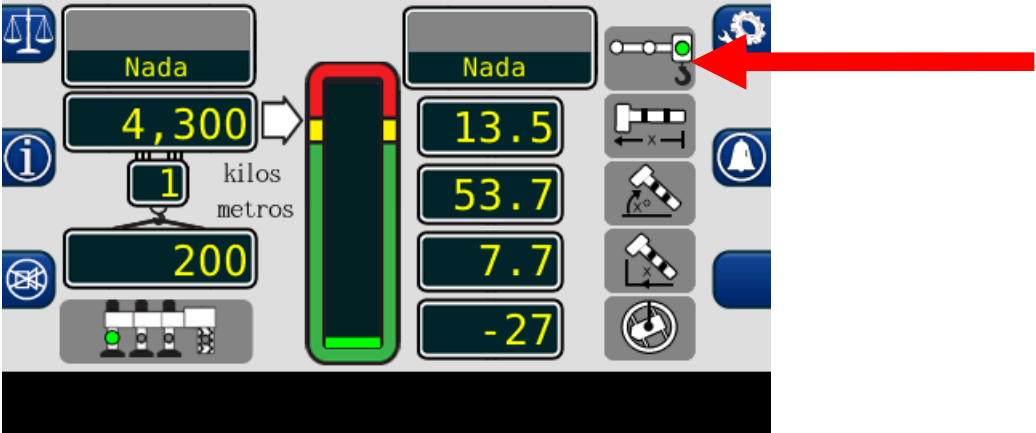 Nada
Nada
4,300
13.5
1
kilos
metros
x
53.7
x°
200
7.7
x
-27